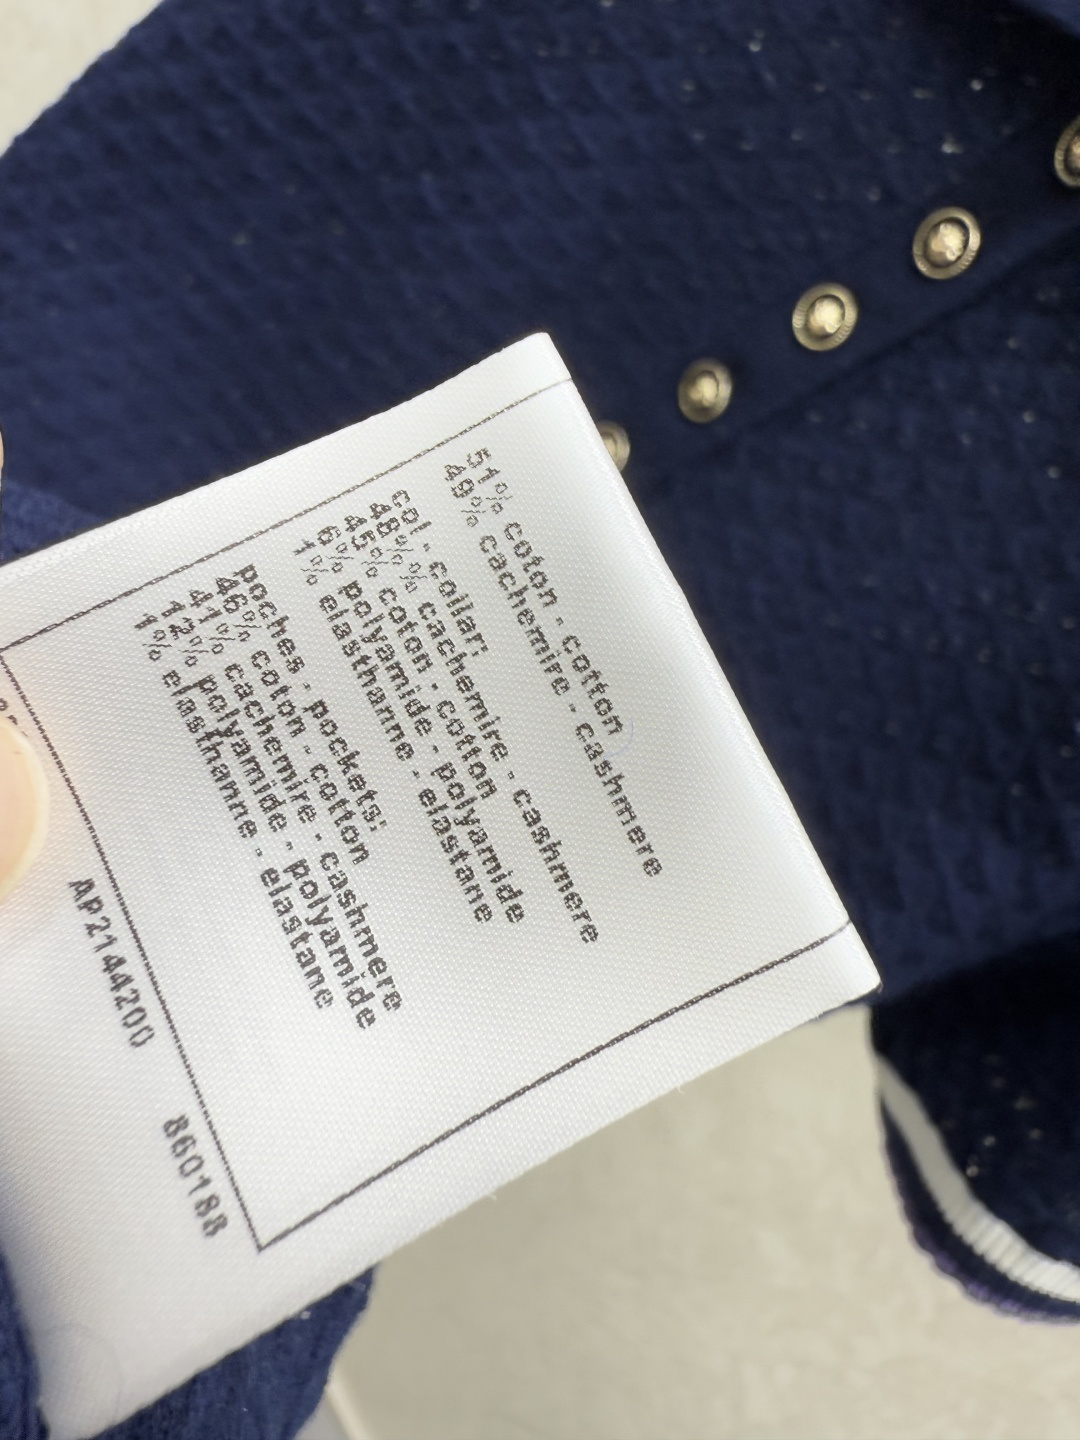 51% coton - cotton
49% cachemire - cashmere
col - collar:
48% cachemire - cashmere
45% coton - cotton
6% polyamide - polyamide
1% elasthanne - elastane
poches - pockets:
46% coton - cotton
41% cachemire - cashmere
12% polyamide - polyamide
1% elasthanne - elastane
AP2144200 860188